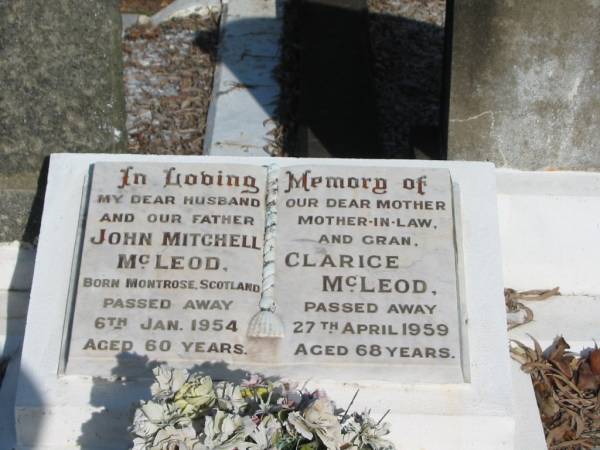 In Loving Memory of
MY DEAR HUSBAND
AND OUR FATHER
JOHN MITCHELL
McLEOD,
BORN MONTROSE, SCOTLAND
PASSED AWAY
6TH JAN. 1954
AGED 60 YEARS.
OUR DEAR MOTHER
MOTHER-IN-LAW,
AND GRAN,
CLARICE
McLEOD,
PASSED AWAY
27TH APRIL 1959
AGED 68 YEARS.